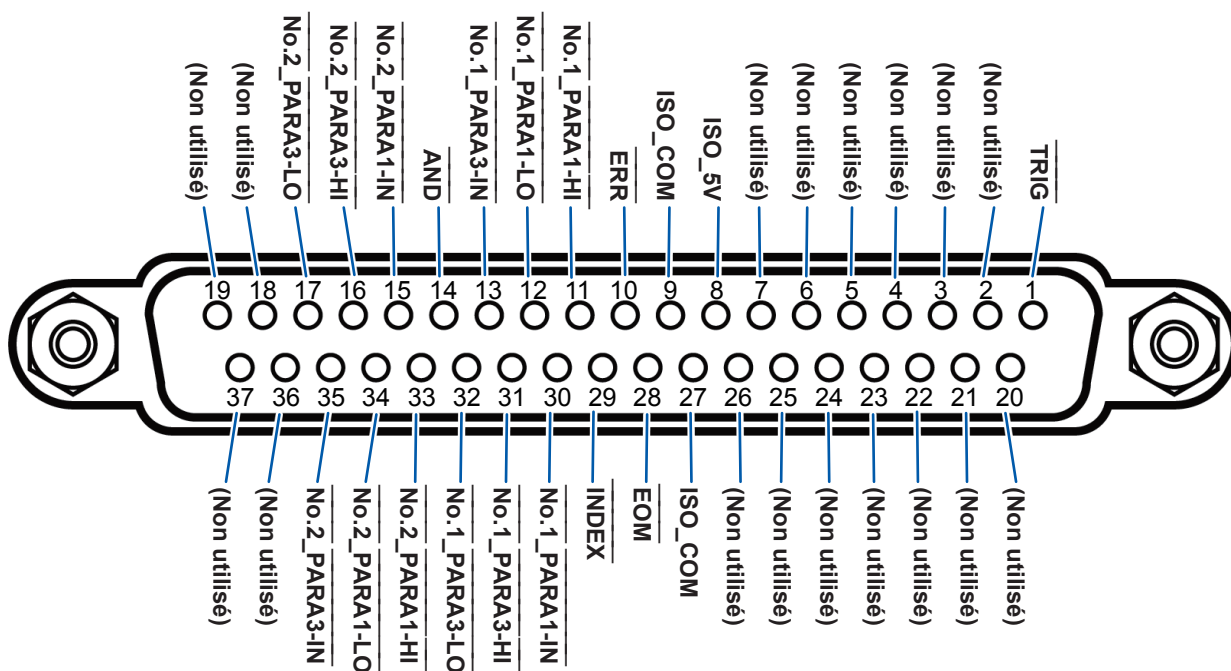 (Non utilisé)
(Non utilisé)
No.2_PARA3-LO
No.2_PARA3-HI
No.2_PARA1-IN
AND
No.1_PARA3-IN
No.1_PARA1-LO
No.1_PARA1-HI
ERR
ISO_COM
ISO_5V
(Non utilisé)
(Non utilisé)
(Non utilisé)
(Non utilisé)
(Non utilisé)
(Non utilisé)
TRIG
19 18 17 16 15 14 13 12 11 10 9 8 7 6 5 4 3 2 1
37 36 35 34 33 32 31 30 29 28 27 26 25 24 23 22 21 20
(Non utilisé)
(Non utilisé)
No.2_PARA3-IN
No.2_PARA1-LO
No.2_PARA1-HI
No.1_PARA3-LO
No.1_PARA3-HI
No.1_PARA1-IN
INDEX
EOM
ISO_COM
(Non utilisé)
(Non utilisé)
(Non utilisé)
(Non utilisé)
(Non utilisé)
(Non utilisé)
(Non utilisé)